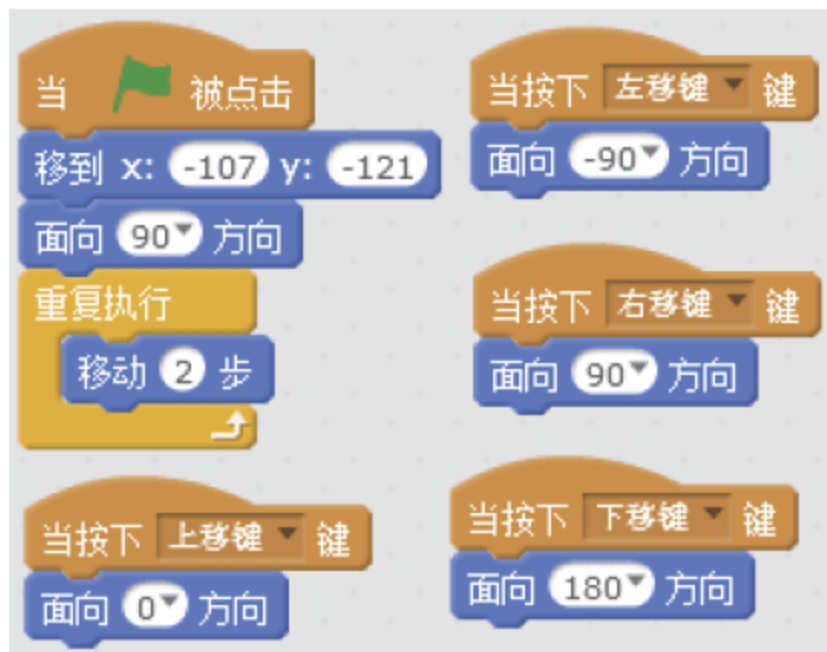 当 被点击
移到 x: -107 y: -121
面向 90 方向
重复执行
移动 2 步
当按下 上移键 键
面向 0 方向
当按下 左移键 键
面向 -90 方向
当按下 右移键 键
面向 90 方向
当按下 下移键 键
面向 180 方向